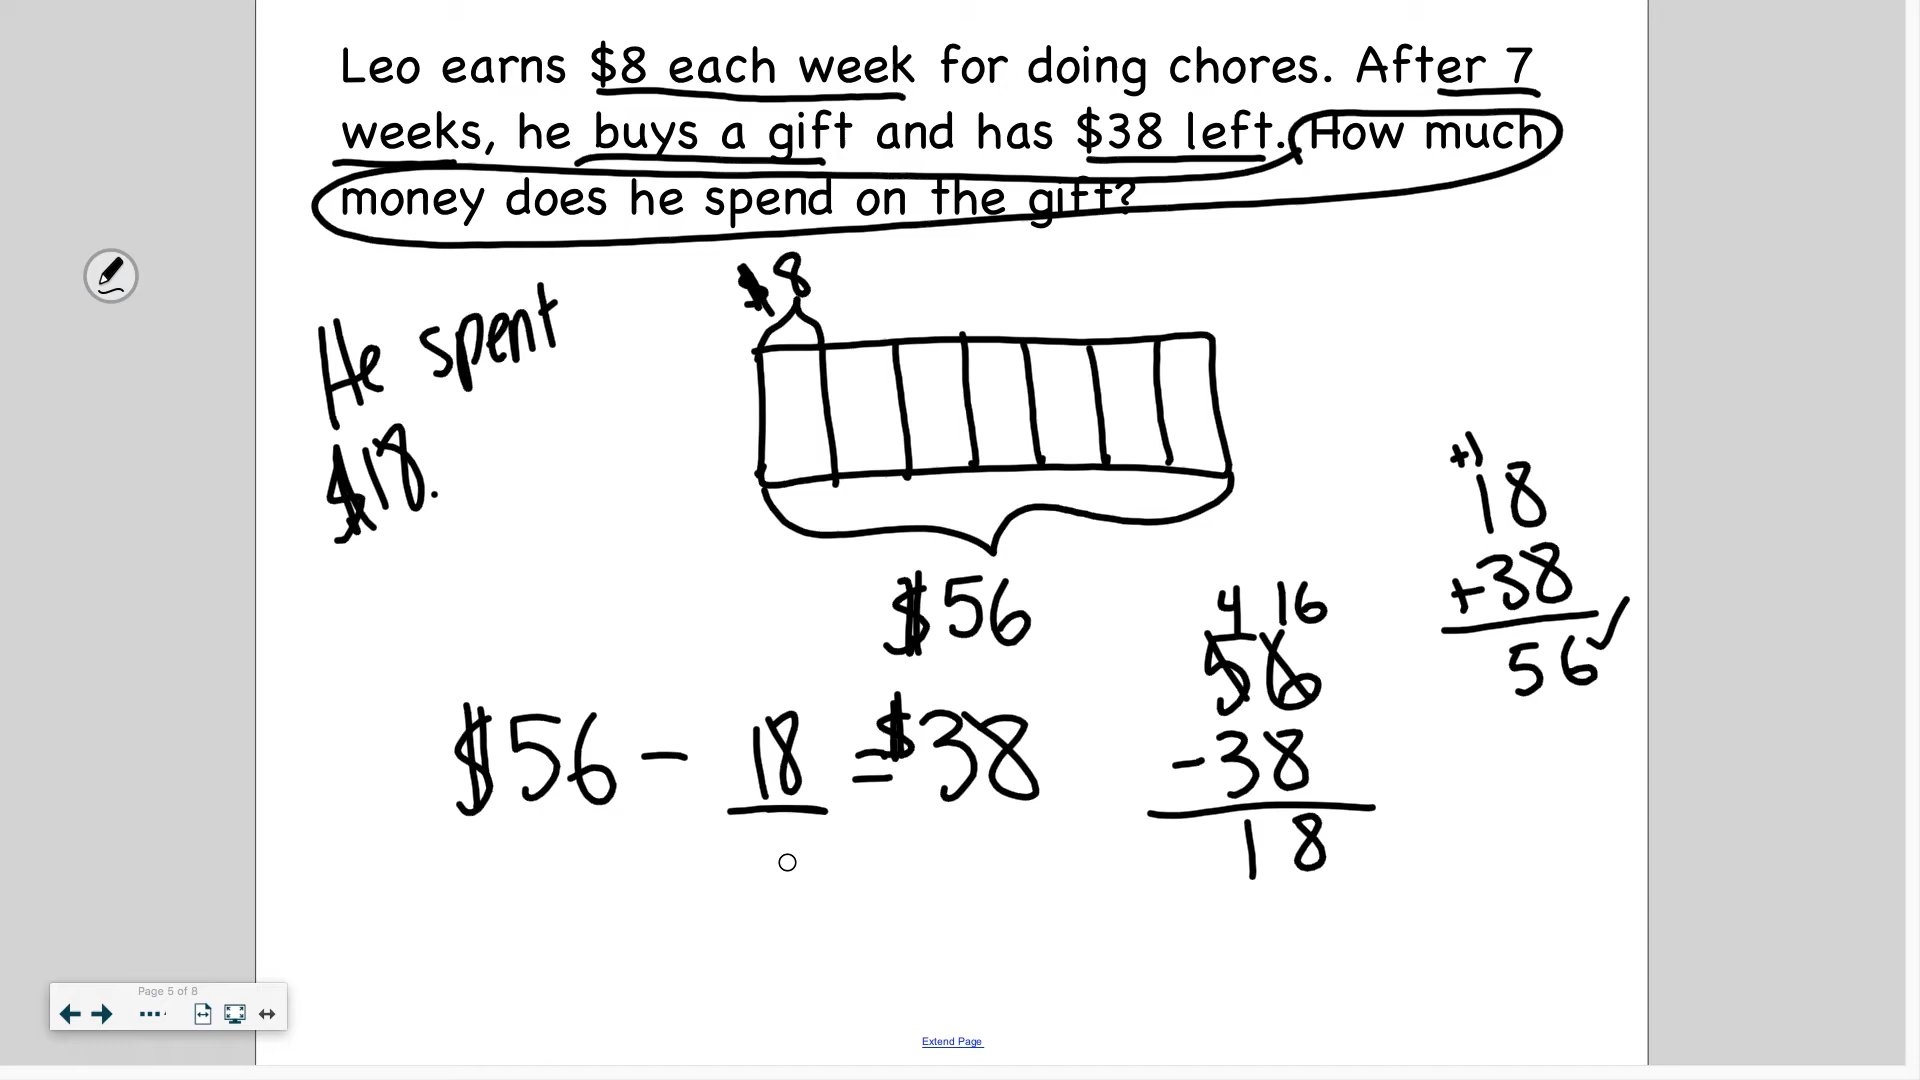 Leo earns $8 each week for doing chores. After 7
weeks, he buys a gift and has $38 left. How much
money does he spend on the gift?
$8
He spent
$18.
$56
$56 - 18 = $38
4 16
56
-38
18
+1
18
+38
56✓
Page 5 of 8
Extend Page